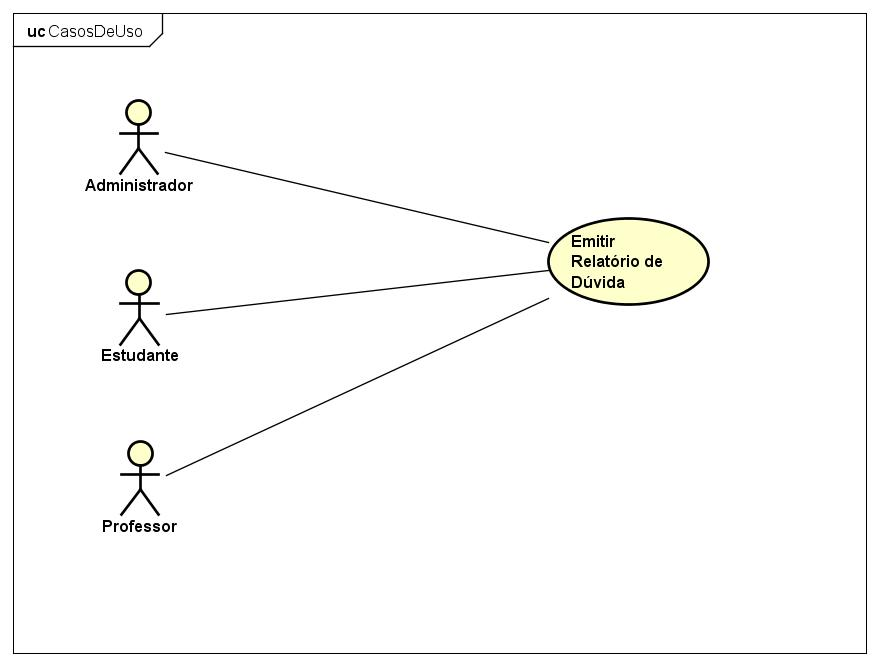 uc CasosDeUso
Administrador
Emitir
Relatório de
Dúvida
Estudante
Professor